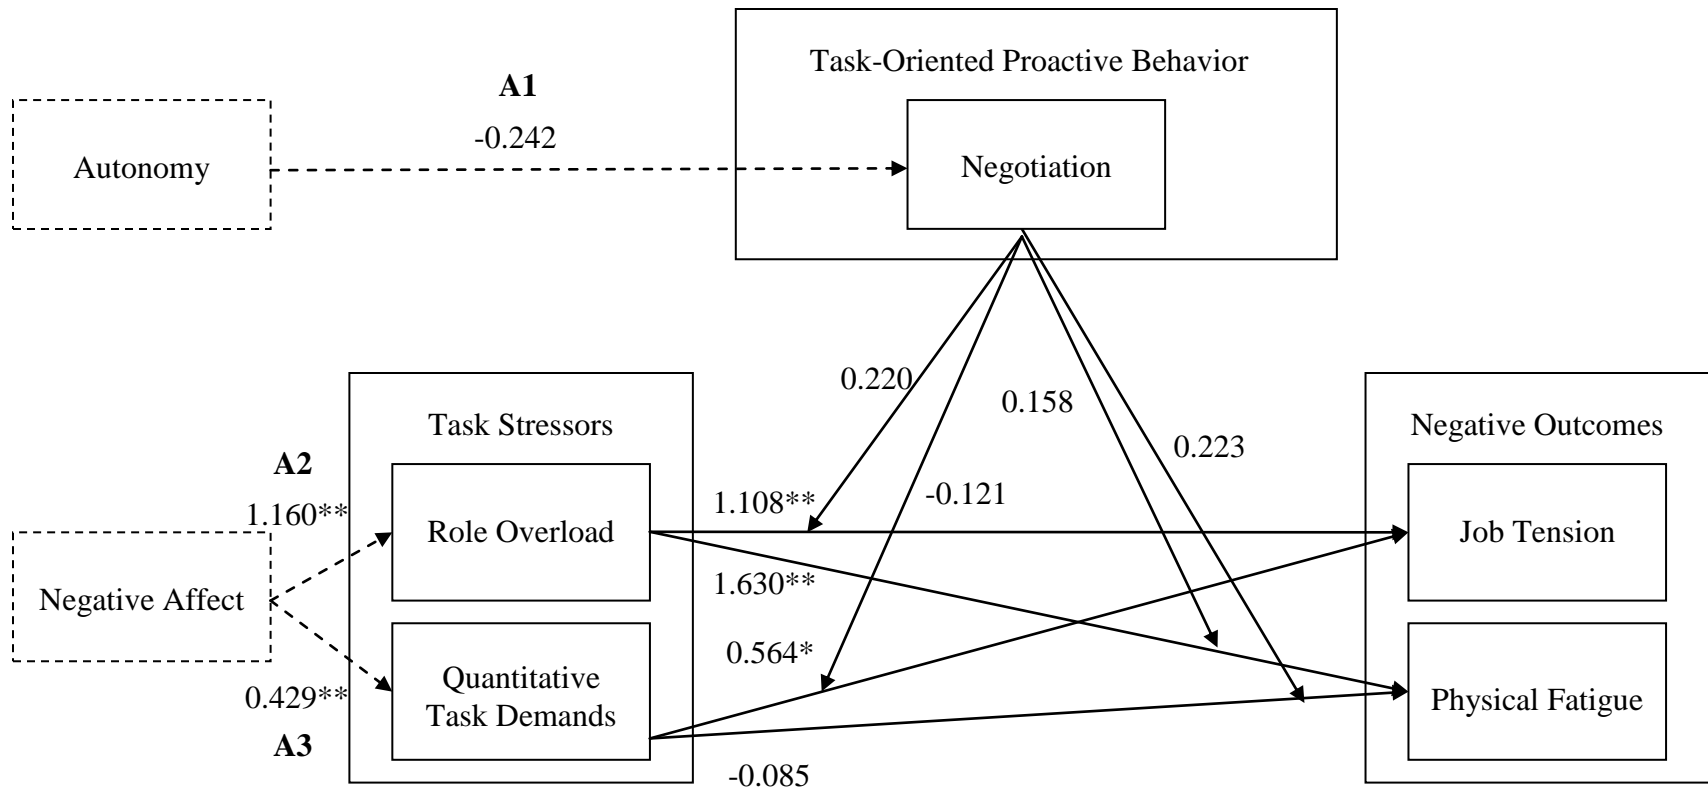 Task-Oriented Proactive Behavior
A1
-0.242
Autonomy
Negotiation
0.220
0.158
0.223
-0.121
Task Stressors
Negative Outcomes
A2
1.160**
Role Overload
1.108**
Job Tension
Negative Affect
1.630**
0.564*
0.429**
Quantitative
Task Demands
Physical Fatigue
A3
-0.085